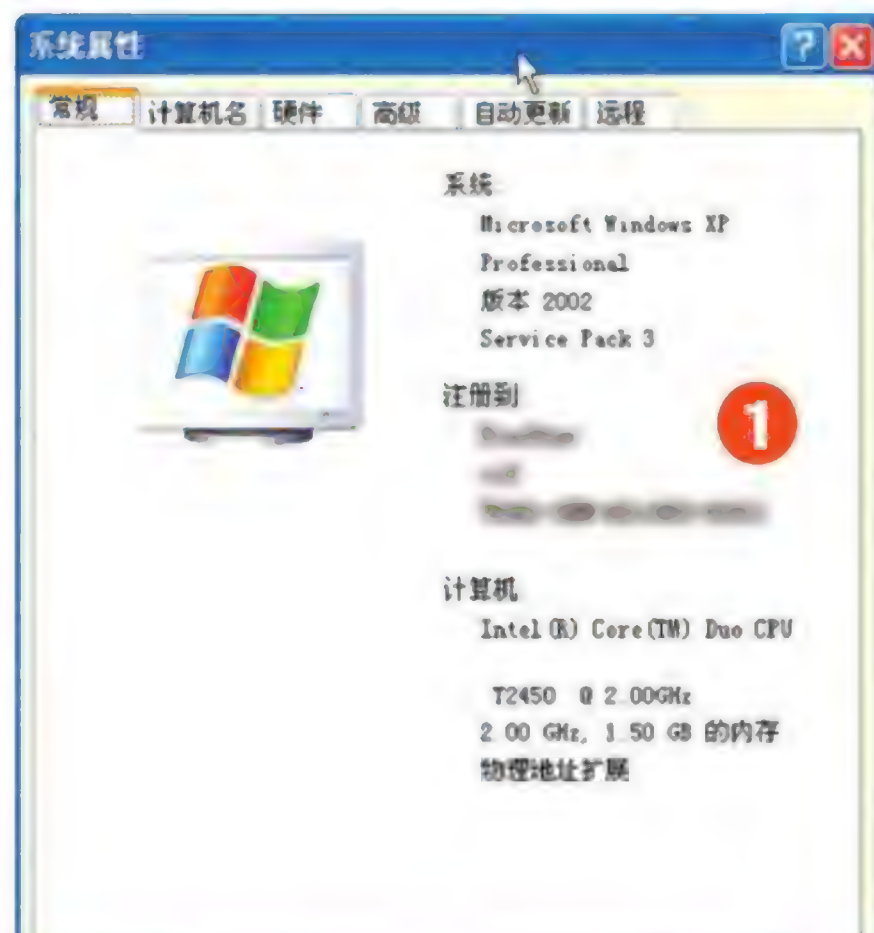 系统属性
常规 计算机名 硬件 高级 自动更新 远程
系统
Microsoft Windows XP
Professional
版本 2002
Service Pack 3
注册到
1
计算机
Intel(R) Core(TM) Duo CPU
T2450 @ 2.00GHz
2.00 GHz, 1.50 GB 的内存
物理地址扩展